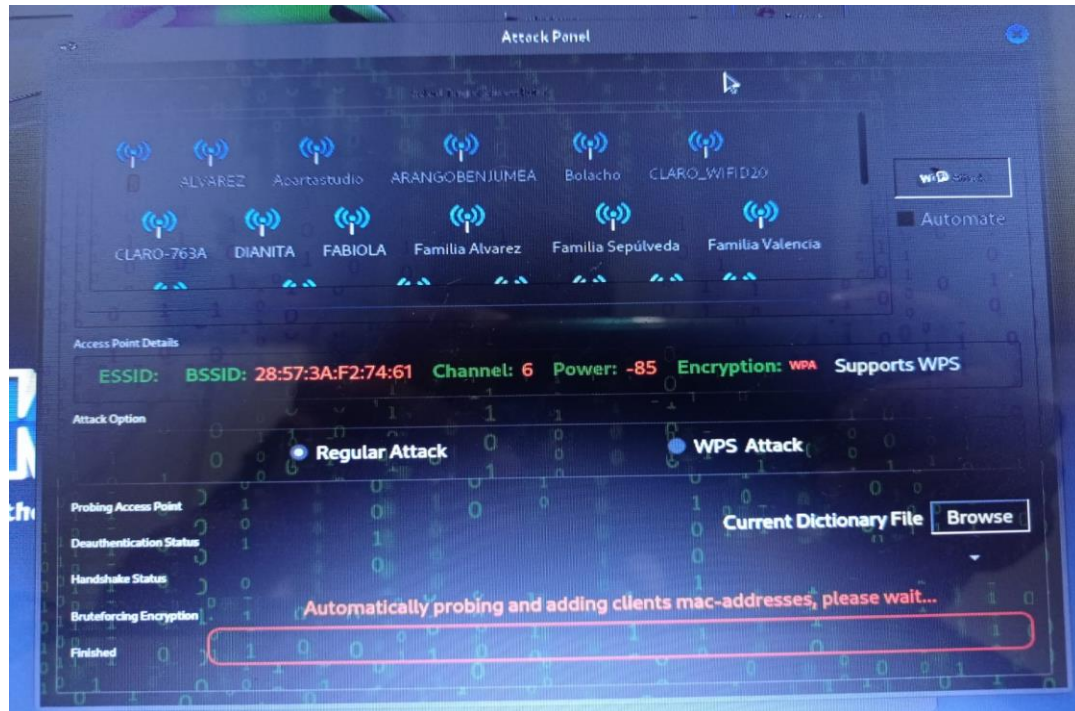 Attack Panel
ALVAREZ Apartastudio ARANGOBENJUMEA Bolacho CLARO_WIFID20
Automate
CLARO-763A DIANITA FABIOLA Familia Alvarez Familia Sepúlveda Familia Valencia
Access Point Details
ESSID: BSSID: 28:57:3A:F2:74:61 Channel: 6 Power: -85 Encryption: WPA Supports WPS
Attack Option
Regular Attack WPS Attack
Probing Access Point
Current Dictionary File Browse
Deauthentication Status
Handshake Status
Automatically probing and adding clients mac-addresses, please wait...
Bruteforcing Encryption
Finished